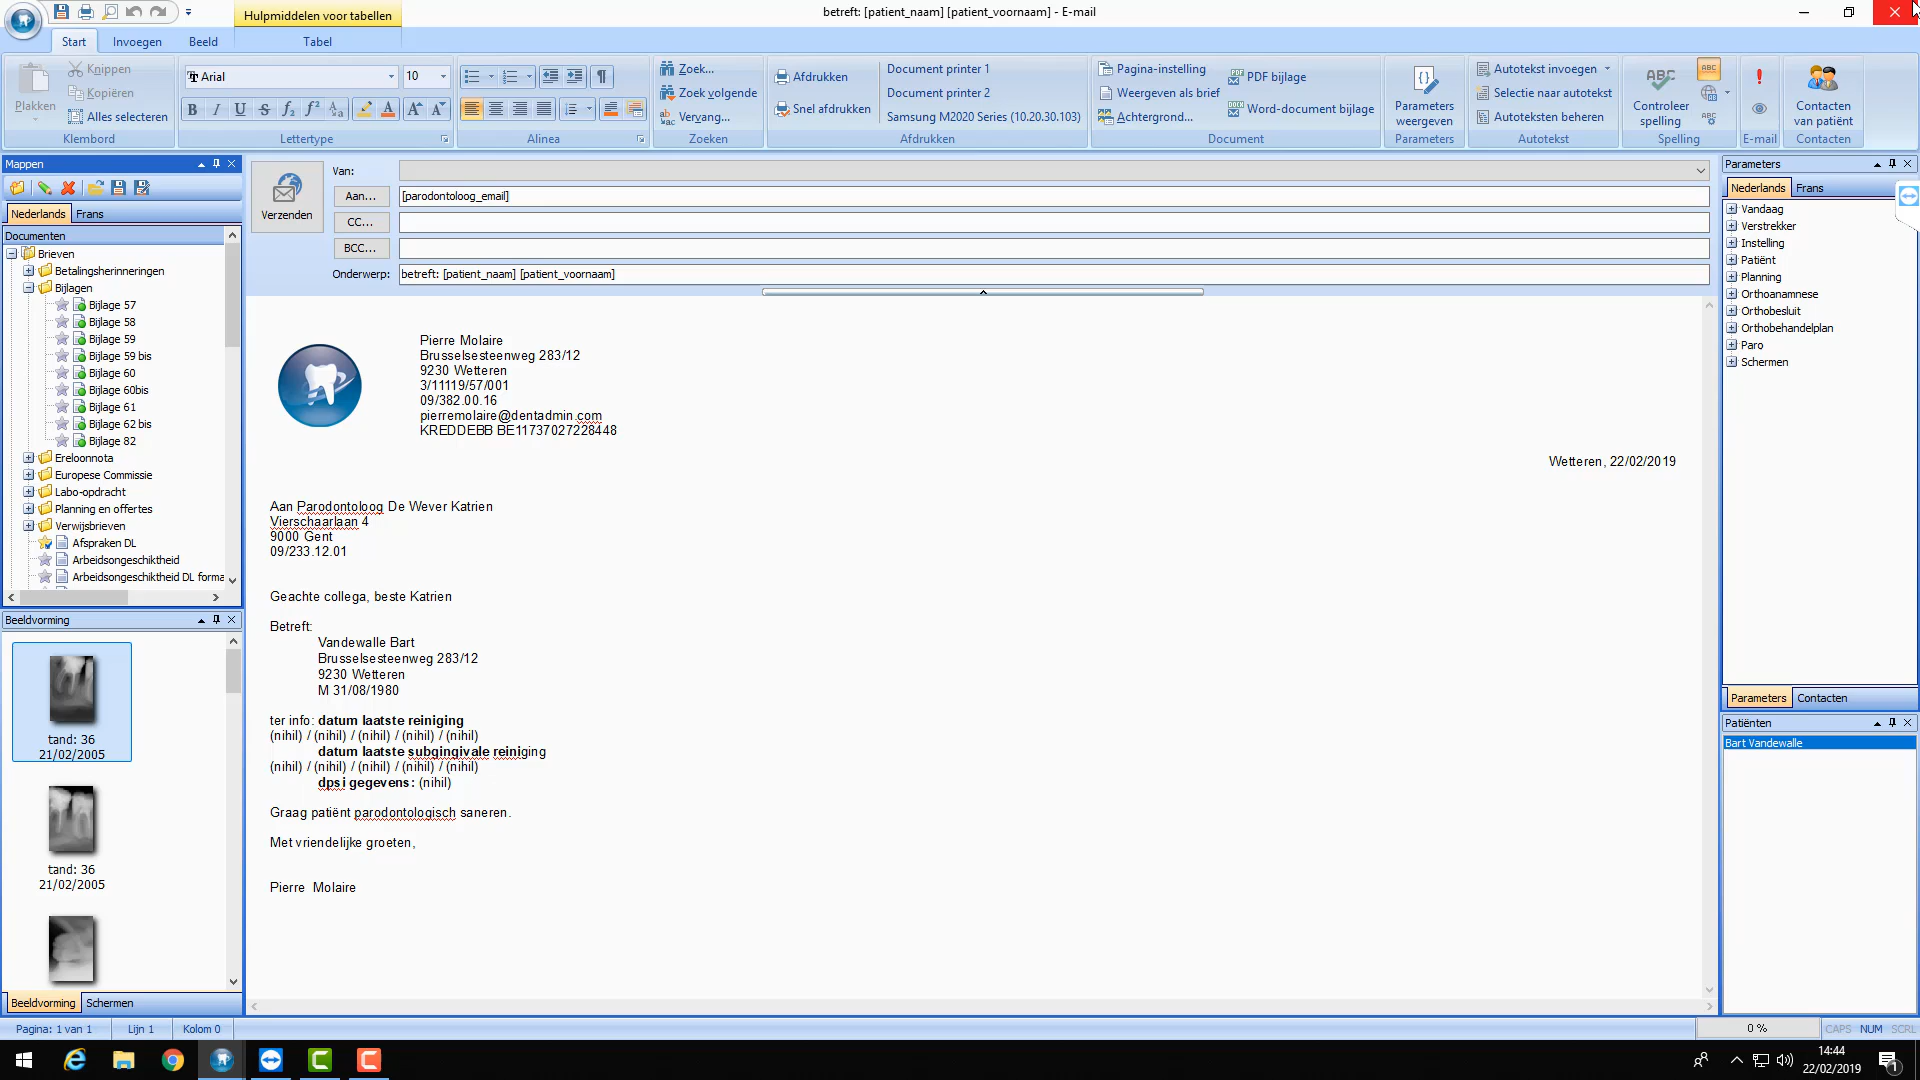 Hulpmiddelen voor tabellen
betreft: [patient_naam] [patient_voornaam] - E-mail
Start
Invoegen
Beeld
Tabel
Plakken
Knippen
Kopiëren
Alles selecteren
Klembord
Arial
10
Lettertype
Alinea
Zoek...
Zoek volgende
Vervang...
Zoeken
Afdrukken
Snel afdrukken
Document printer 1
Document printer 2
Samsung M2020 Series (10.20.30.103)
Afdrukken
Pagina-instelling
Weergeven als brief
Achtergrond...
PDF bijlage
Word-document bijlage
Document
Parameters
weergeven
Parameters
Autotekst invoegen
Selectie naar autotekst
Autoteksten beheren
Autotekst
Controleer
spelling
Spelling
E-mail
Contacten
van patiënt
Contacten
Mappen
Nederlands
Frans
Documenten
Brieven
Betalingsherinneringen
Bijlagen
Bijlage 57
Bijlage 58
Bijlage 59
Bijlage 59 bis
Bijlage 60
Bijlage 60bis
Bijlage 61
Bijlage 62 bis
Bijlage 82
Ereloonnota
Europese Commissie
Labo-opdracht
Planning en offertes
Verwijsbrieven
Afspraken DL
Arbeidsongeschiktheid
Arbeidsongeschiktheid DL forma
Beeldvorming
tand: 36
21/02/2005
tand: 36
21/02/2005
Beeldvorming
Schermen
Verzenden
Van:
Aan...
[parodontoloog_email]
CC...
BCC...
Onderwerp:
betreft: [patient_naam] [patient_voornaam]
Pierre Molaire
Brusselsesteenweg 283/12
9230 Wetteren
3/11119/57/001
09/382.00.16
pierremolaire@dentadmin.com
KREDDEBB BE11737027228448
Wetteren, 22/02/2019
Aan Parodontoloog De Wever Katrien
Vierschaarlaan 4
9000 Gent
09/233.12.01
Geachte collega, beste Katrien
Betreft:
Vandewalle Bart
Brusselsesteenweg 283/12
9230 Wetteren
M 31/08/1980
ter info: datum laatste reiniging
(nihil) / (nihil) / (nihil) / (nihil) / (nihil)
datum laatste subgingivale reiniging
(nihil) / (nihil) / (nihil) / (nihil) / (nihil)
dpsi gegevens: (nihil)
Graag patiënt parodontologisch saneren.
Met vriendelijke groeten,
Pierre Molaire
Parameters
Nederlands
Frans
Vandaag
Verstrekker
Instelling
Patiënt
Planning
Orthoanamnese
Orthobesluit
Orthobehandelplan
Paro
Schermen
Parameters
Contacten
Patiënten
Bart Vandewalle
Pagina: 1 van 1
Lijn 1
Kolom 0
0 %
CAPS
NUM
SCRL
14:44
22/02/2019
1